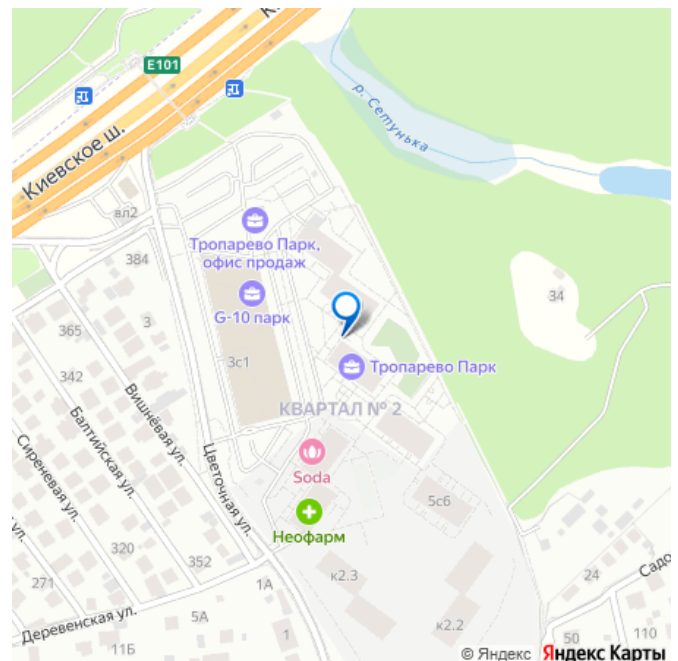 К
E101
Киевское ш.
р. Сетунька
вл2
Тропарево Парк,
офис продаж
384
G-10 парк
34
365
3
342
3с1
Тропарево Парк
КВАРТАЛ № 2
Вишнёвая ул.
Балтийская ул.
Сиреневая ул.
Цветочная ул.
Soda
5с6
Неофарм
320
352
271
1А
к2.3
24
Садо
Деревенская ул.
5А
к2.2
11Б
1
50
110
© Яндекс Яндекс Карты